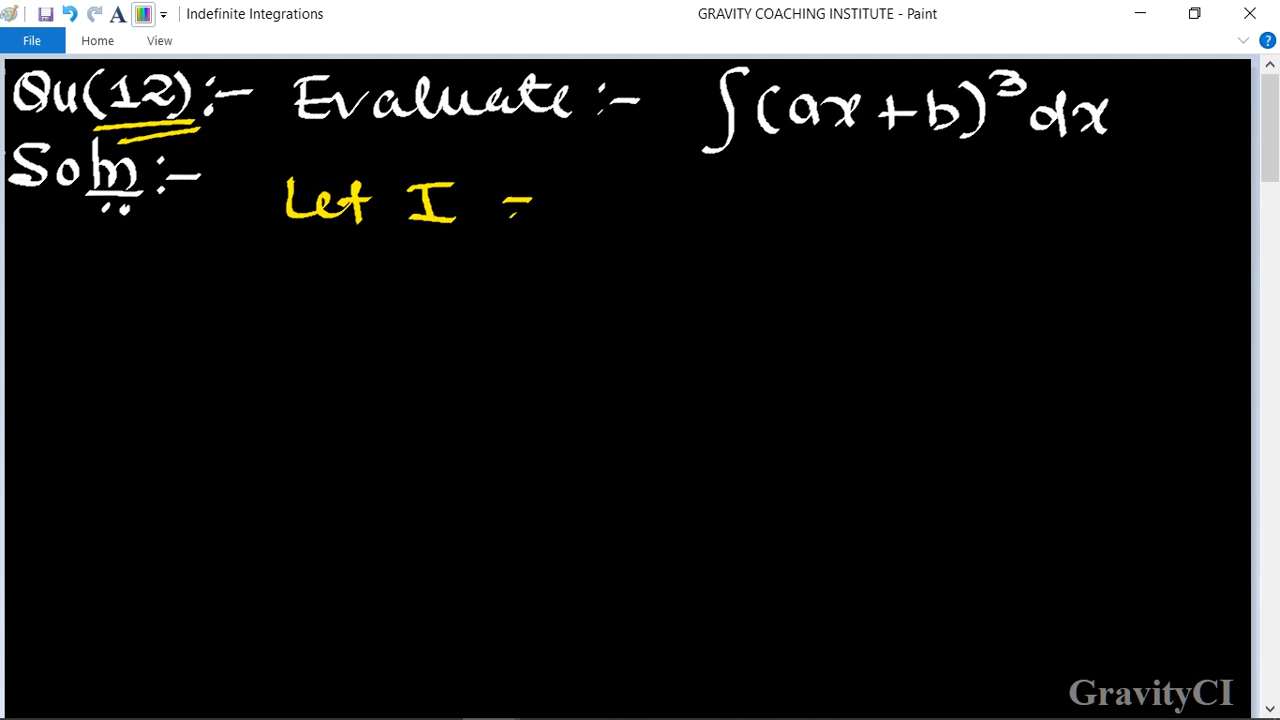 Indefinite Integrations
GRAVITY COACHING INSTITUTE - Paint
File Home View
Qu(12):- Evaluate:- ∫(ax+b)³dx
Soln:-
Let I =
GravityCI